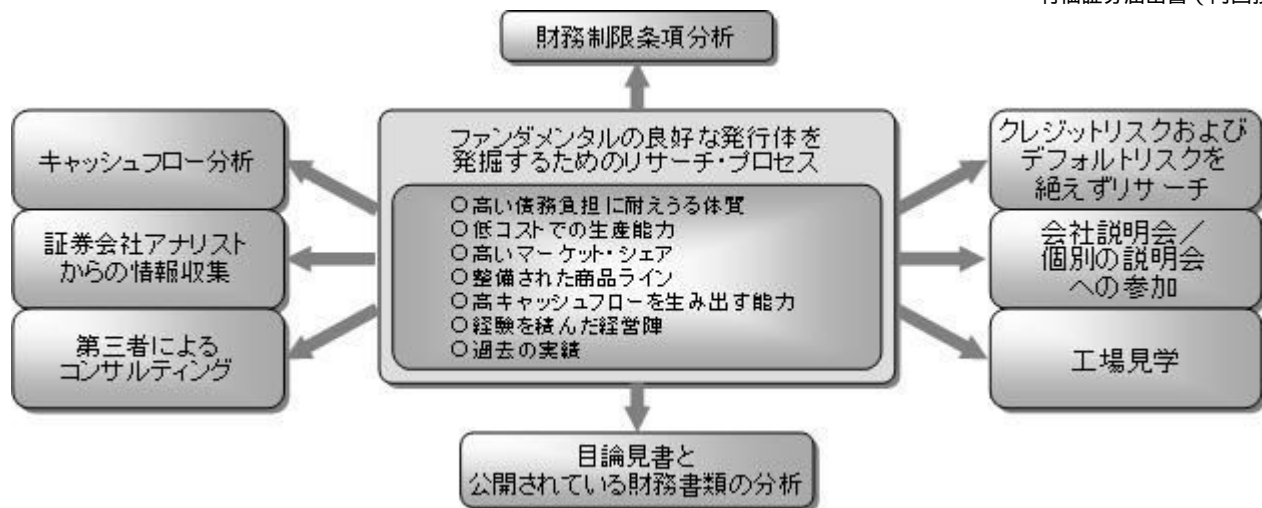 財務制限条項分析
キャッシュフロー分析
証券会社アナリスト
からの情報収集
第三者による
コンサルティング
ファンダメンタルの良好な発行体を
発掘するためのリサーチ・プロセス
○高い債務負担に耐えうる体質
○低コストでの生産能力
○高いマーケット・シェア
○整備された商品ライン
○高キャッシュフローを生み出す能力
○経験を積んだ経営陣
○過去の実績
クレジットリスクおよび
デフォルトリスクを
絶えずリサーチ
会社説明会／
個別の説明会
への参加
工場見学
目論見書と
公開されている財務書類の分析